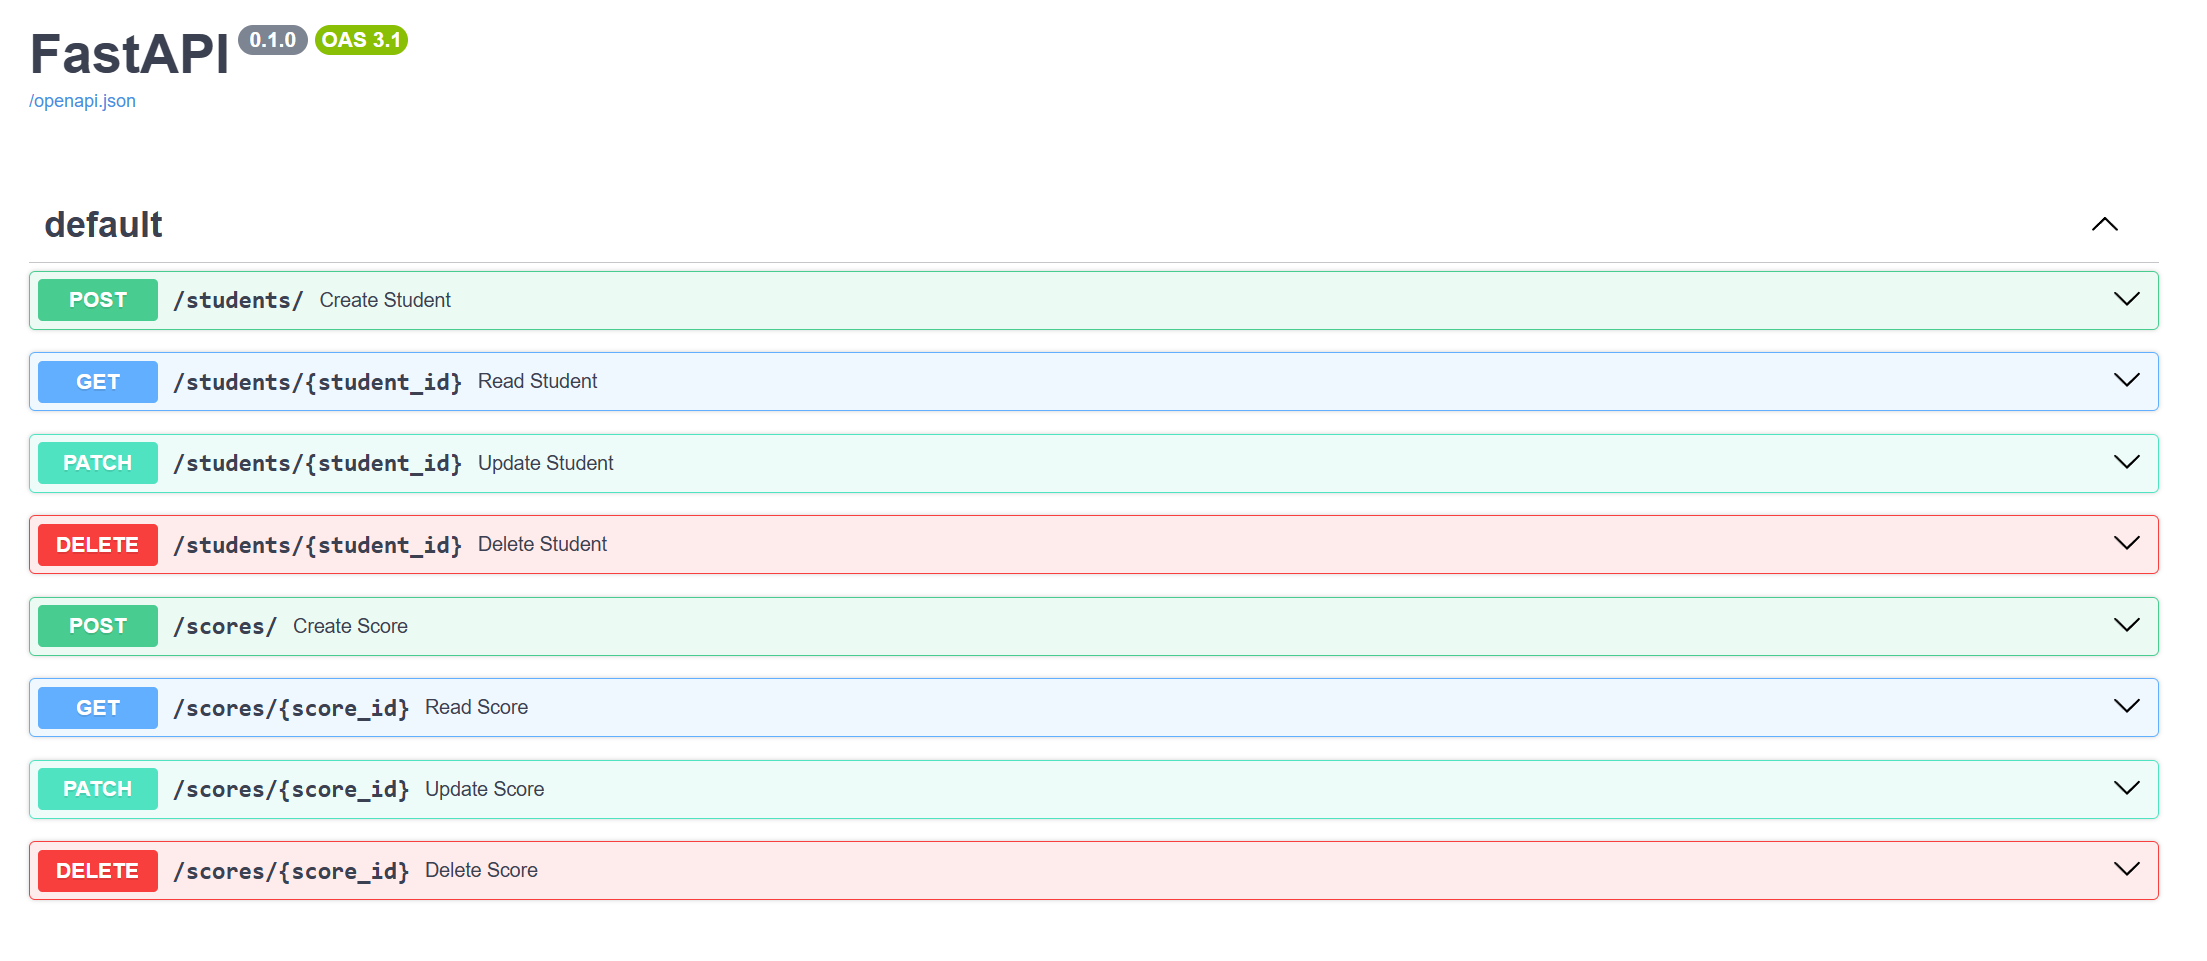 FastAPI 0.1.0 OAS 3.1
/openapi.json
default
POST /students/ Create Student
GET /students/{student_id} Read Student
PATCH /students/{student_id} Update Student
DELETE /students/{student_id} Delete Student
POST /scores/ Create Score
GET /scores/{score_id} Read Score
PATCH /scores/{score_id} Update Score
DELETE /scores/{score_id} Delete Score